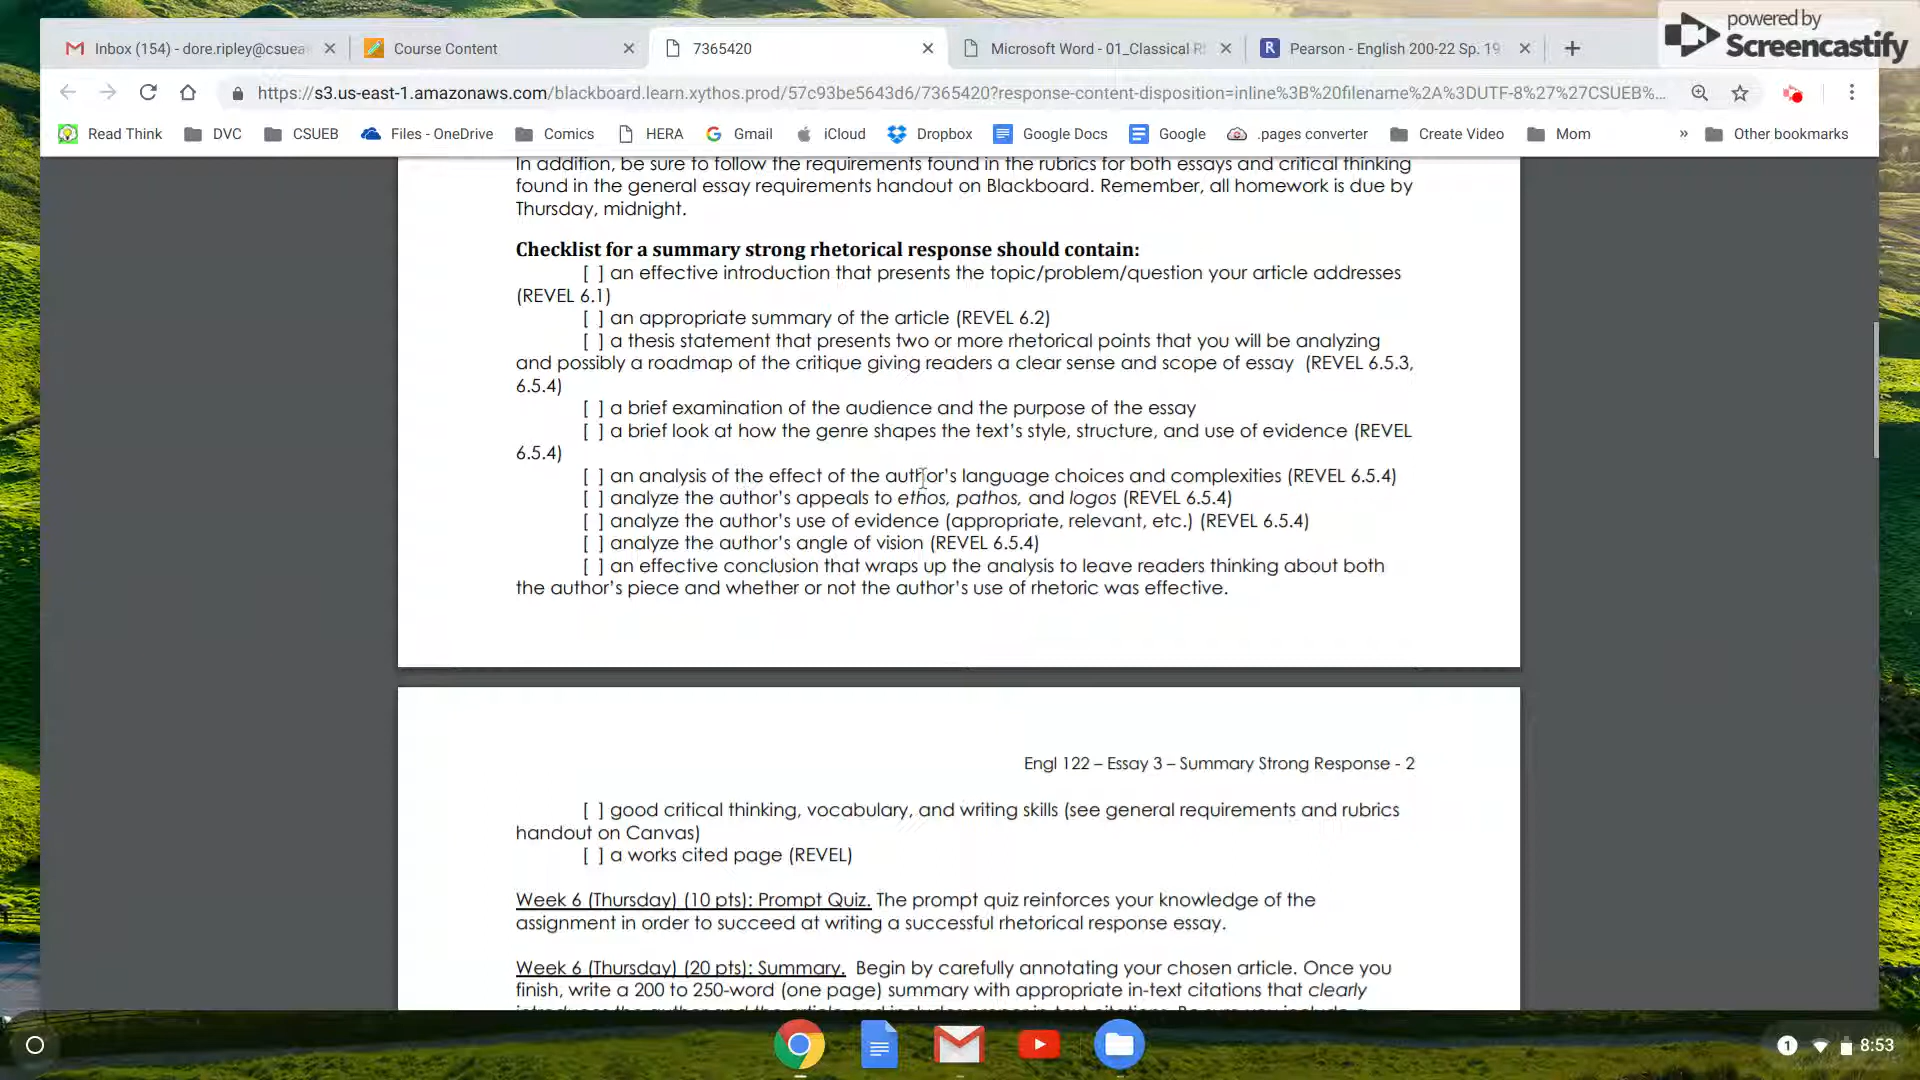 powered by
Screencastify
Inbox (154) - dore.ripley@csuea
Course Content
7365420
Microsoft Word - 01_Classical R
Pearson - English 200-22 Sp. 19
https://s3.us-east-1.amazonaws.com/blackboard.learn.xythos.prod/57c93be5643d6/7365420?response-content-disposition=inline%3B%20filename%2A%3DUTF-8%27%27CSUEB%...
Read Think
DVC
CSUEB
Files - OneDrive
Comics
HERA
Gmail
iCloud
Dropbox
Google Docs
Google
.pages converter
Create Video
Mom
»
Other bookmarks
In addition, be sure to follow the requirements found in the rubrics for both essays and critical thinking
found in the general essay requirements handout on Blackboard. Remember, all homework is due by
Thursday, midnight.
Checklist for a summary strong rhetorical response should contain:
[ ] an effective introduction that presents the topic/problem/question your article addresses
(REVEL 6.1)
[ ] an appropriate summary of the article (REVEL 6.2)
[ ] a thesis statement that presents two or more rhetorical points that you will be analyzing
and possibly a roadmap of the critique giving readers a clear sense and scope of essay (REVEL 6.5.3,
6.5.4)
[ ] a brief examination of the audience and the purpose of the essay
[ ] a brief look at how the genre shapes the text's style, structure, and use of evidence (REVEL
6.5.4)
[ ] an analysis of the effect of the author's language choices and complexities (REVEL 6.5.4)
[ ] analyze the author's appeals to ethos, pathos, and logos (REVEL 6.5.4)
[ ] analyze the author's use of evidence (appropriate, relevant, etc.) (REVEL 6.5.4)
[ ] analyze the author's angle of vision (REVEL 6.5.4)
[ ] an effective conclusion that wraps up the analysis to leave readers thinking about both
the author's piece and whether or not the author's use of rhetoric was effective.
Engl 122 – Essay 3 – Summary Strong Response - 2
[ ] good critical thinking, vocabulary, and writing skills (see general requirements and rubrics
handout on Canvas)
[ ] a works cited page (REVEL)
Week 6 (Thursday) (10 pts): Prompt Quiz. The prompt quiz reinforces your knowledge of the
assignment in order to succeed at writing a successful rhetorical response essay.
Week 6 (Thursday) (20 pts): Summary. Begin by carefully annotating your chosen article. Once you
finish, write a 200 to 250-word (one page) summary with appropriate in-text citations that clearly
1
8:53